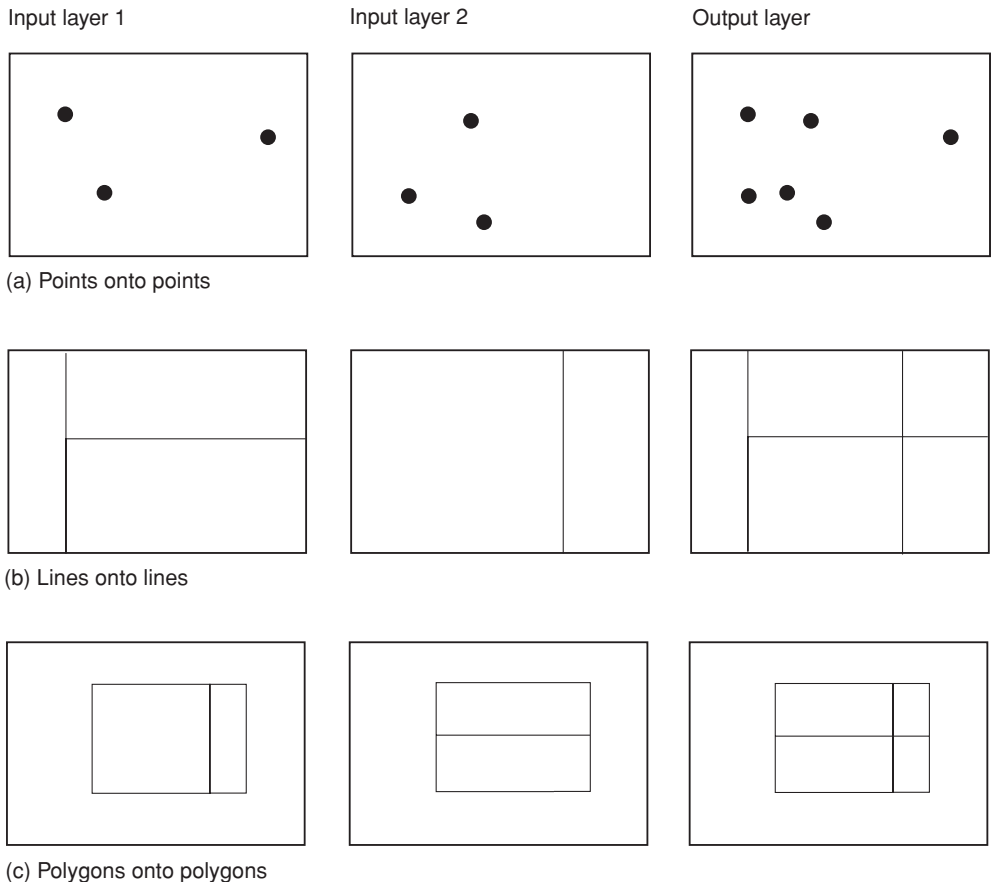 Input layer 1
Input layer 2
Output layer
(a) Points onto points
(b) Lines onto lines
(c) Polygons onto polygons